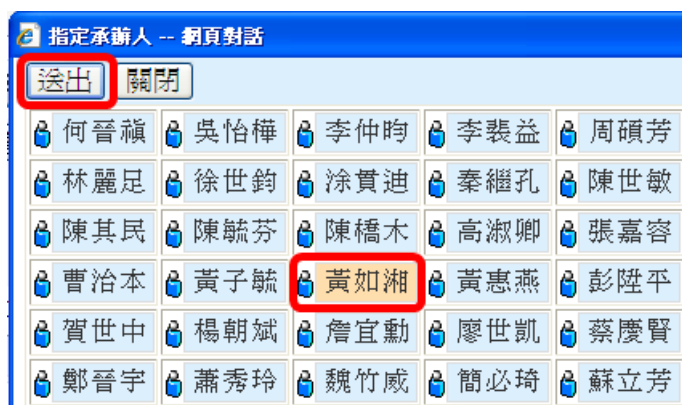 指定承辦人 -- 網頁對話
送出 關閉
何晉禛 吳怡樺 李仲昀 李裴益 周碩芳
林麗足 徐世鈞 涂貫迪 秦繼孔 陳世敏
陳其民 陳毓芬 陳橋木 高淑卿 張嘉容
曹治本 黃子毓 黃如湘 黃惠燕 彭陞平
賀世中 楊朝斌 詹宜勳 廖世凱 蔡慶賢
鄭晉宇 蕭秀玲 魏竹威 簡必琦 蘇立芳